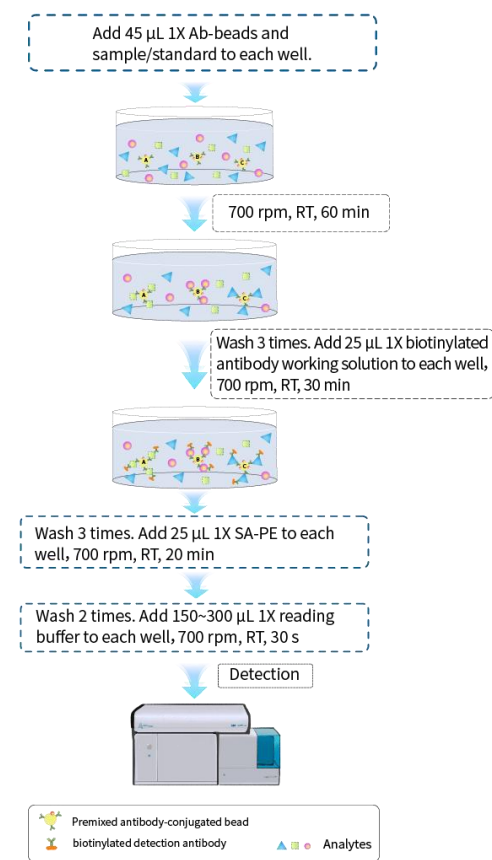 Add 45 µL 1X Ab-beads and
sample/standard to each well.
A
B
C
700 rpm, RT, 60 min
A
B
C
Wash 3 times. Add 25 µL 1X biotinylated
antibody working solution to each well,
700 rpm, RT, 30 min
A
B
C
Wash 3 times. Add 25 µL 1X SA-PE to each
well, 700 rpm, RT, 20 min
Wash 2 times. Add 150~300 µL 1X reading
buffer to each well, 700 rpm, RT, 30 s
Detection
Premixed antibody-conjugated bead
biotinylated detection antibody
Analytes